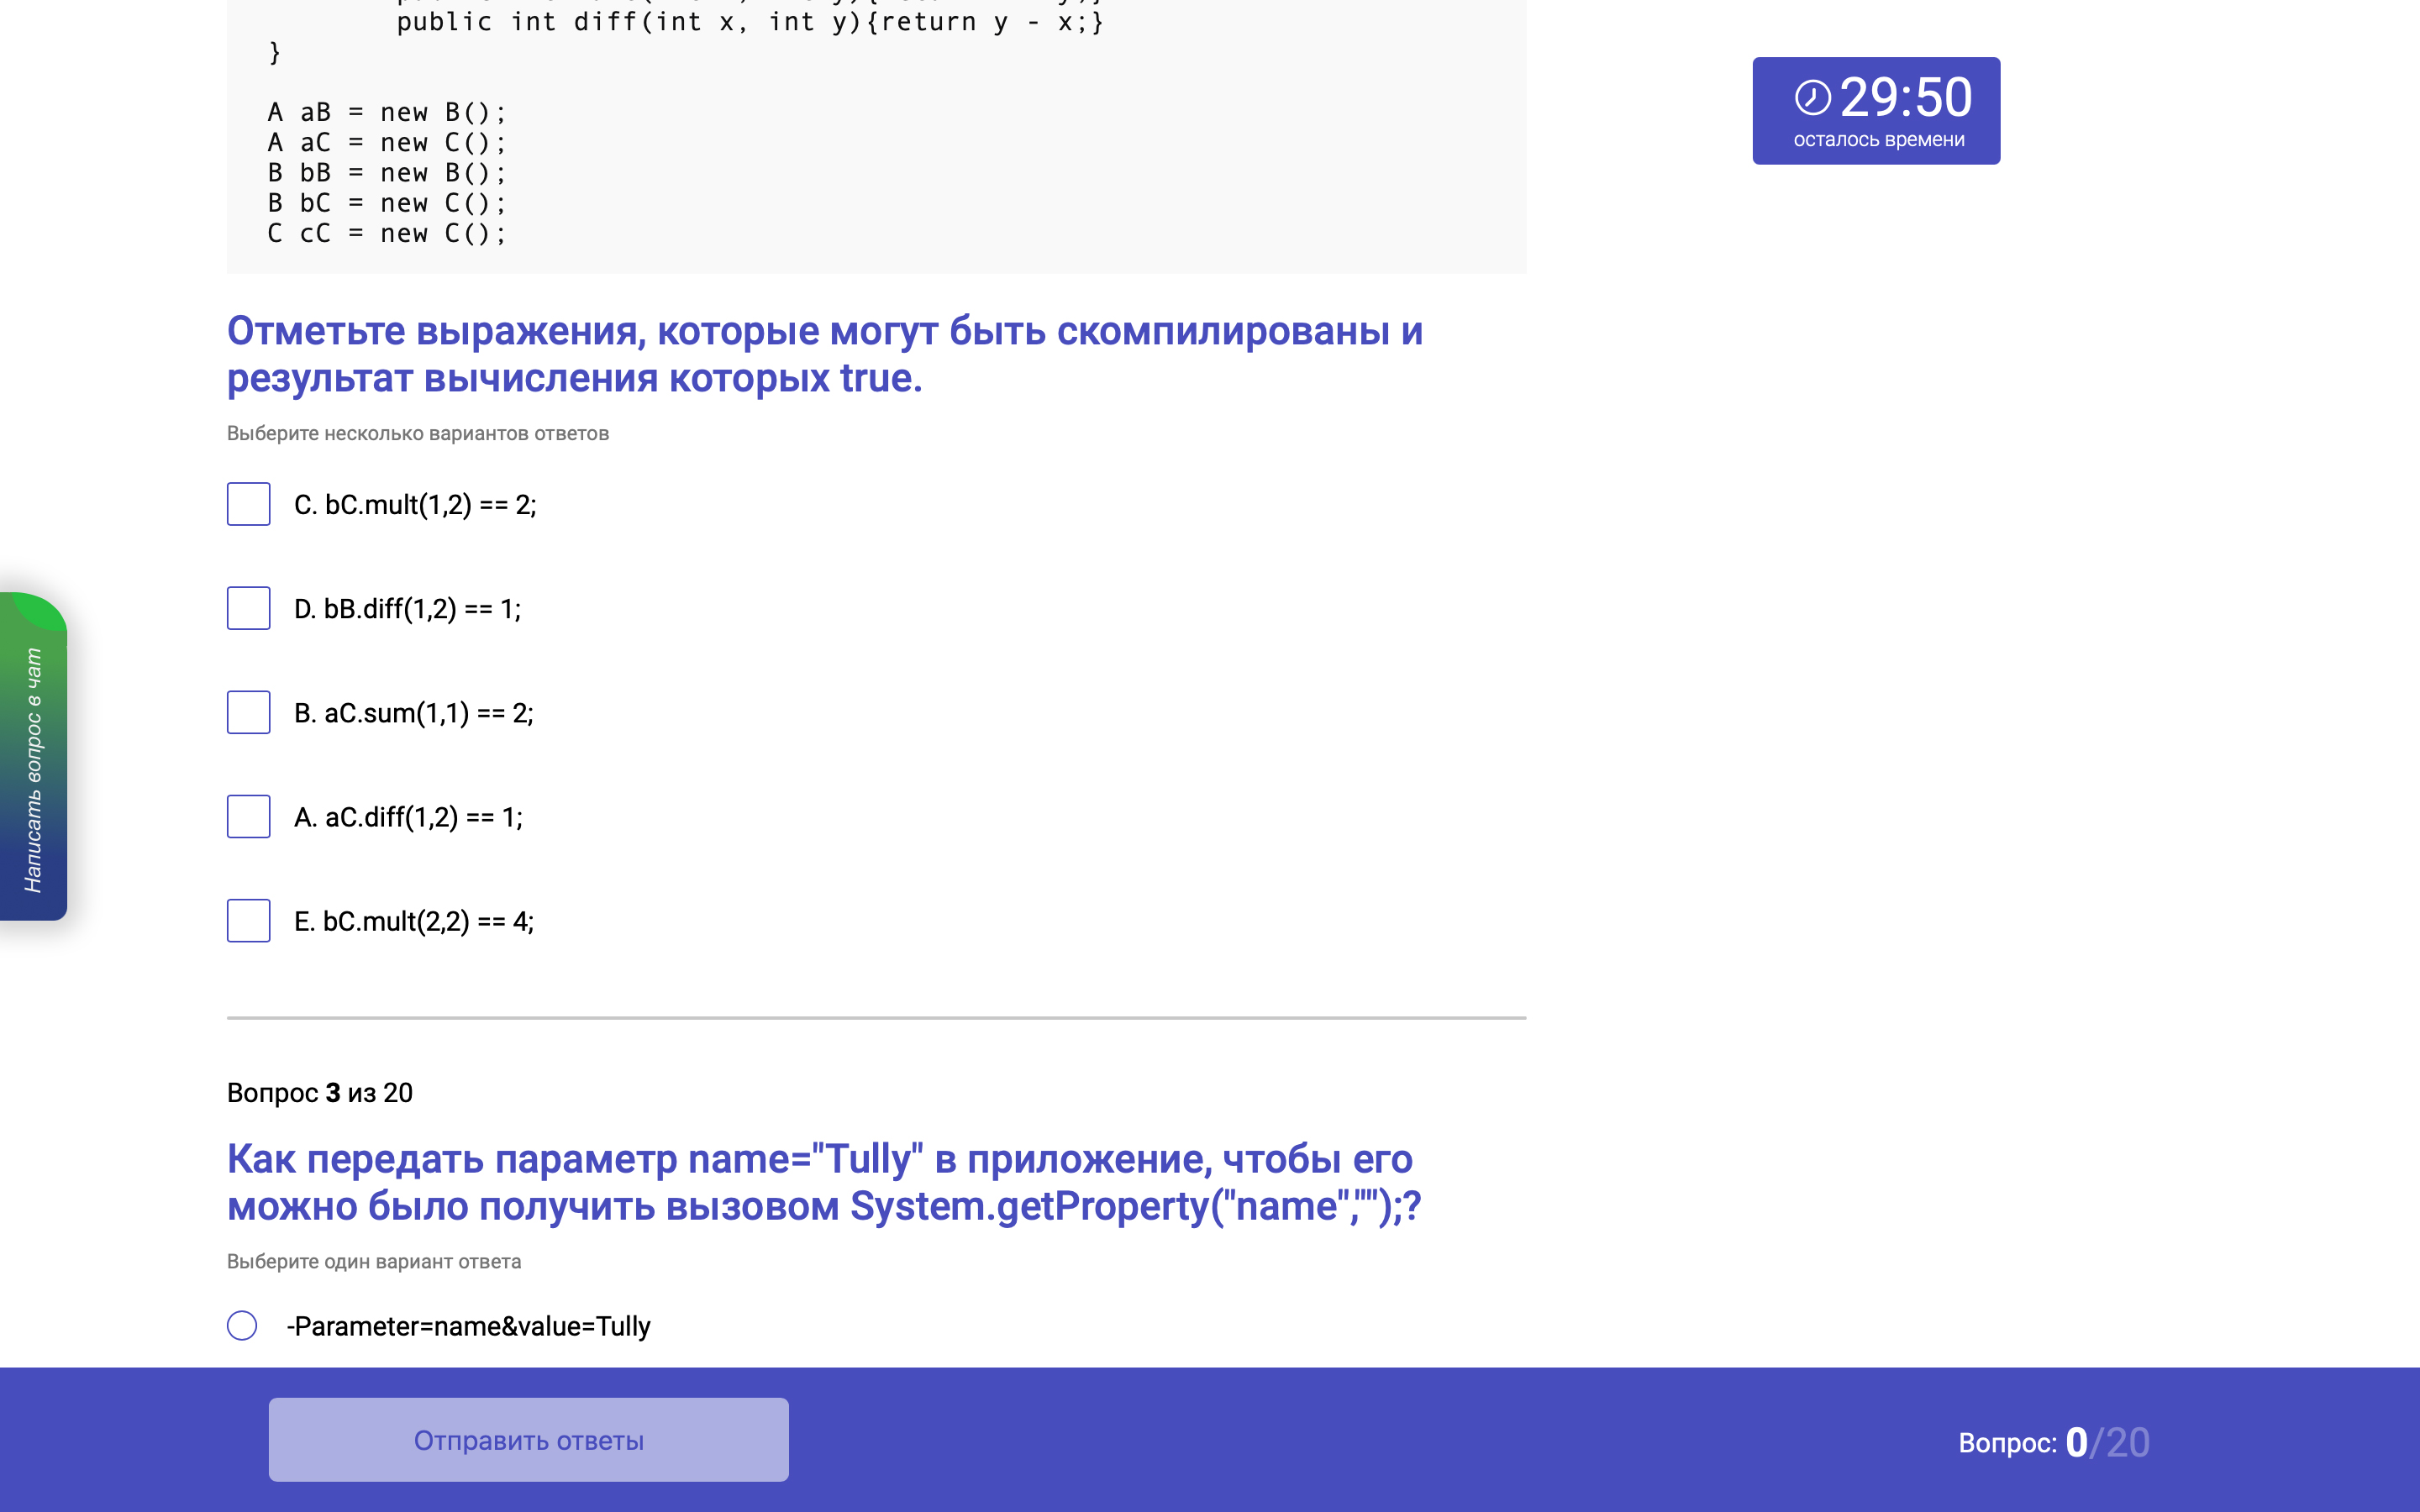 public int diff(int x, int y){return y - x;}
}
A aB = new B();
A aC = new C();
B bB = new B();
B bC = new C();
C cC = new C();
29:50
осталось времени
Отметьте выражения, которые могут быть скомпилированы и
результат вычисления которых true.
Выберите несколько вариантов ответов
C. bC.mult(1,2) == 2;
D. bB.diff(1,2) == 1;
B. aC.sum(1,1) == 2;
A. aC.diff(1,2) == 1;
E. bC.mult(2,2) == 4;
Написать вопрос в чат
Вопрос 3 из 20
Как передать параметр name="Tully" в приложение, чтобы его
можно было получить вызовом System.getProperty("name","");?
Выберите один вариант ответа
-Parameter=name&value=Tully
Отправить ответы
Вопрос: 0/20